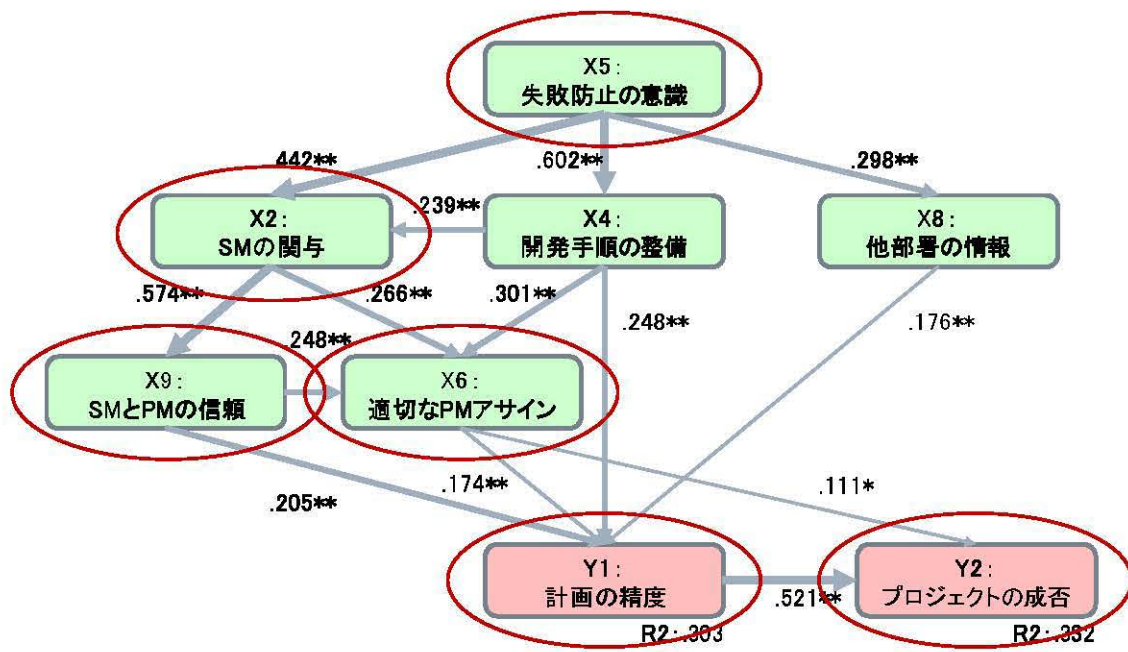 X5：
失敗防止の意識
.442**
.602**
.298**
X2：
SMの関与
.239**
X4：
開発手順の整備
X8：
他部署の情報
.574**
.266**
.301**
.248**
.176**
.248**
X9：
SMとPMの信頼
X6：
適切なPMアサイン
.205**
.174**
.111*
Y1：
計画の精度
.521**
Y2：
プロジェクトの成否
R2：.303
R2：.332